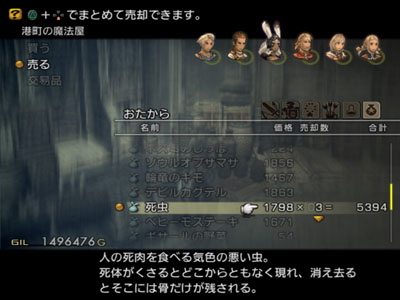 ?◎+✥でまとめて売却できます。
港町の魔法屋
買う
売る
交易品
おたから
名前 価格 売却数 合計
ソウルオブサマサ 1856
輪竜のキモ 1467
デビルカクテル 1863
死虫 1798 × 3= 5394
ベヒーモステーキ 1671
GIL 1496476G
人の死肉を食べる気色の悪い虫。
死体がくさるとどこからともなく現れ、消え去る
とそこには骨だけが残される。